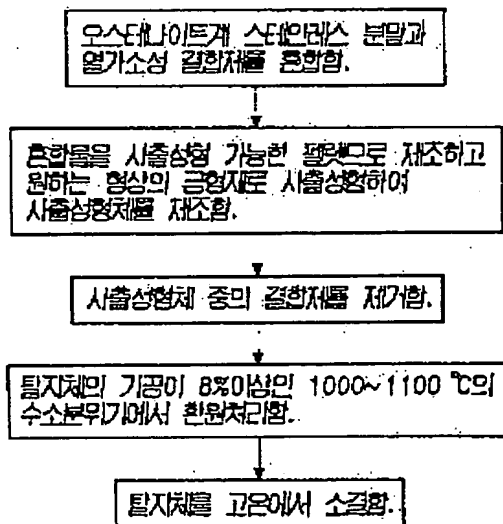 오스테나이트계 스테인레스 분말과
열가소성 결합제를 혼합함.
혼합물을 사출성형 가능한 펠렛으로 제조하고
원하는 형상의 금형재로 사출성형하여
사출성형체를 제조함.
사출성형체 중의 결합제를 제거함.
탈지체의 기공이 8%이상인 1000~1100 ℃의
수소분위기에서 환원처리함.
탈지체를 고온에서 소결함.